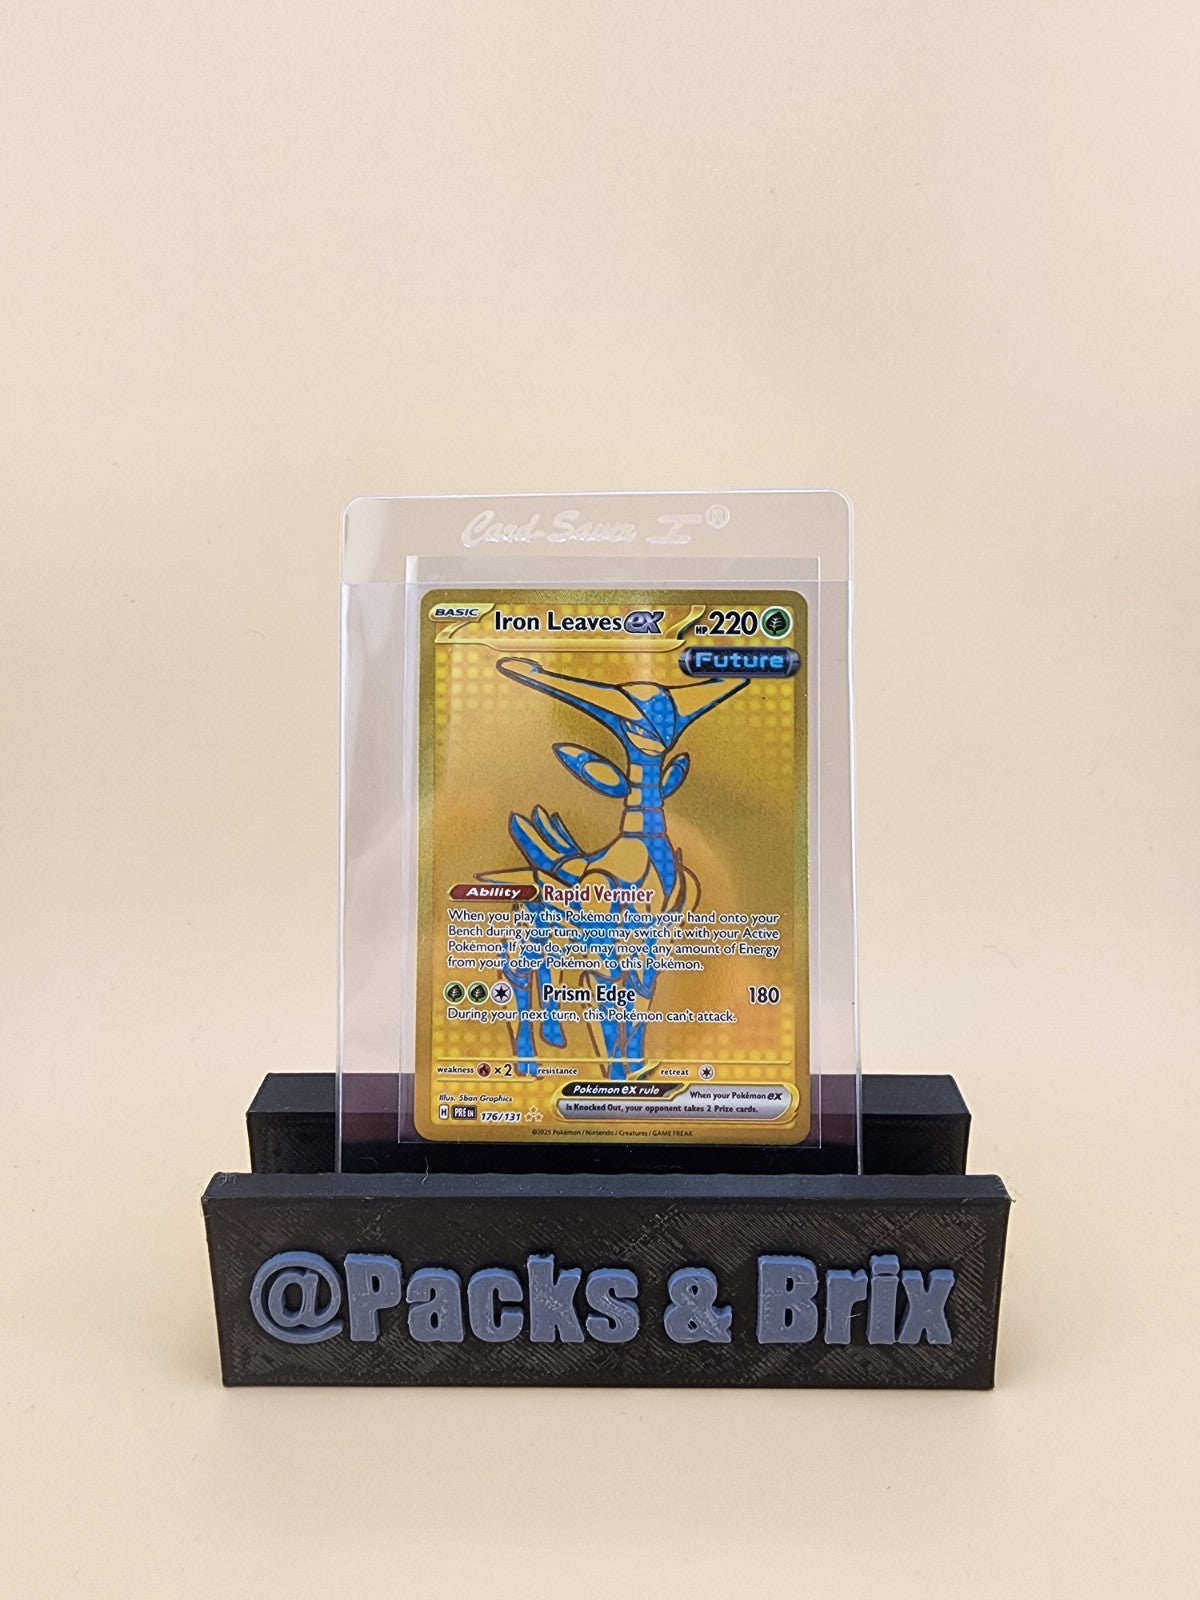 Card-Saver I®
BASIC Iron Leaves ex HP 220
Future
Ability Rapid Vernier
When you play this Pokémon from your hand onto your
Bench during your turn, you may switch it with your Active
Pokémon. If you do, you may move any amount of Energy
from your other Pokémon to this Pokémon.
Prism Edge 180
During your next turn, this Pokémon can't attack.
weakness ×2 resistance retreat
Pokémon ex rule When your Pokémon ex
is Knocked Out, your opponent takes 2 Prize cards.
Illus. 5ban Graphics
H PRE EN 176/131
©2025 Pokémon / Nintendo / Creatures / GAME FREAK
@Packs & Brix